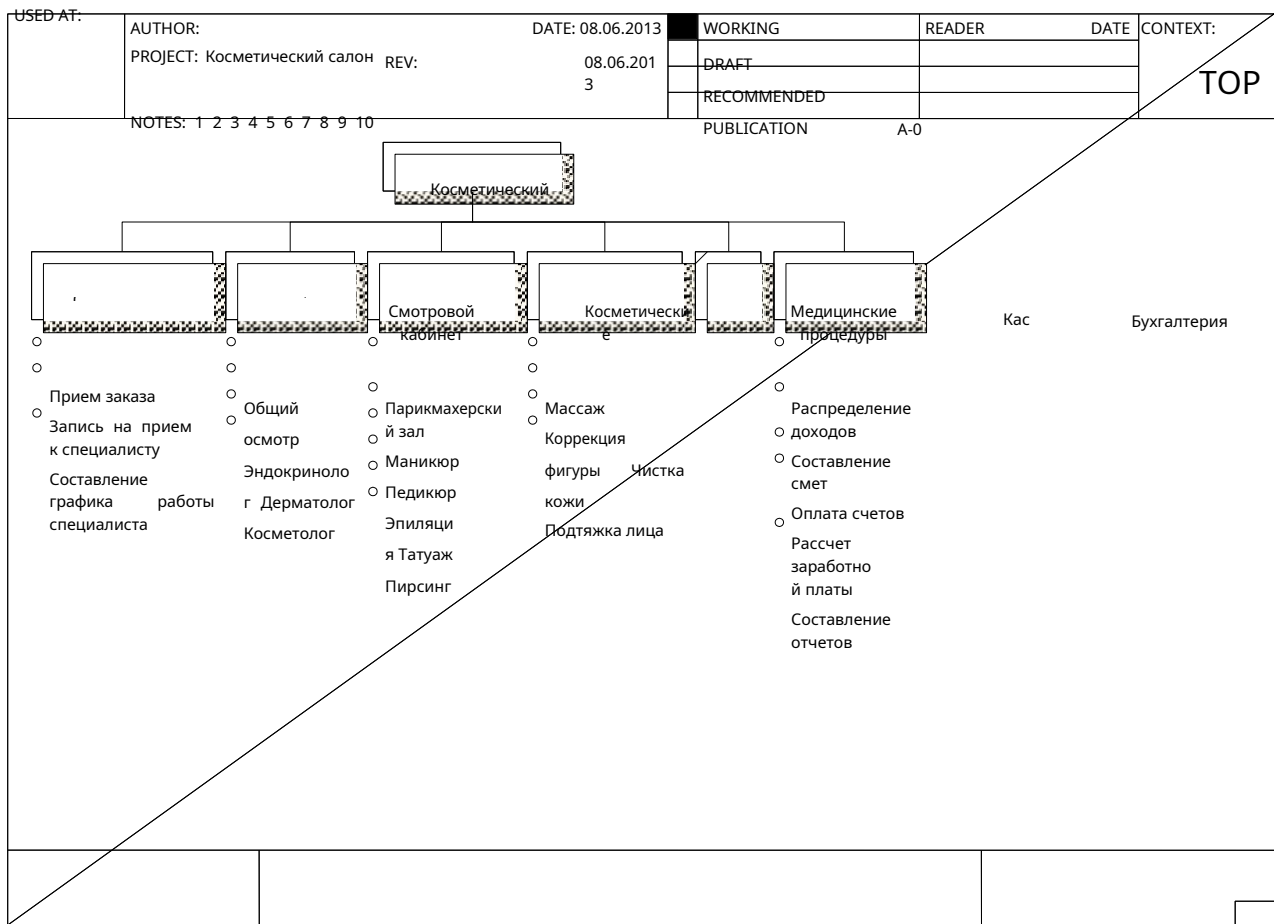 USED AT:
AUTHOR:
DATE: 08.06.2013
WORKING
READER
DATE
CONTEXT:
PROJECT: Косметический салон
REV:
08.06.201
3
DRAFT
TOP
RECOMMENDED
NOTES: 1 2 3 4 5 6 7 8 9 10
PUBLICATION
A-0
Косметический
Смотровой
кабинет
Косметически
е
Медицинские
процедуры
Кас
Бухгалтерия
Прием заказа
Запись на прием
к специалисту
Составление
графика работы
специалиста
Общий
осмотр
Эндокриноло
г Дерматолог
Косметолог
Парикмахерски
й зал
Маникюр
Педикюр
Эпиляци
я Татуаж
Пирсинг
Массаж
Коррекция
фигуры Чистка
кожи
Подтяжка лица
Распределение
доходов
Составление
смет
Оплата счетов
Рассчет
заработно
й платы
Составление
отчетов